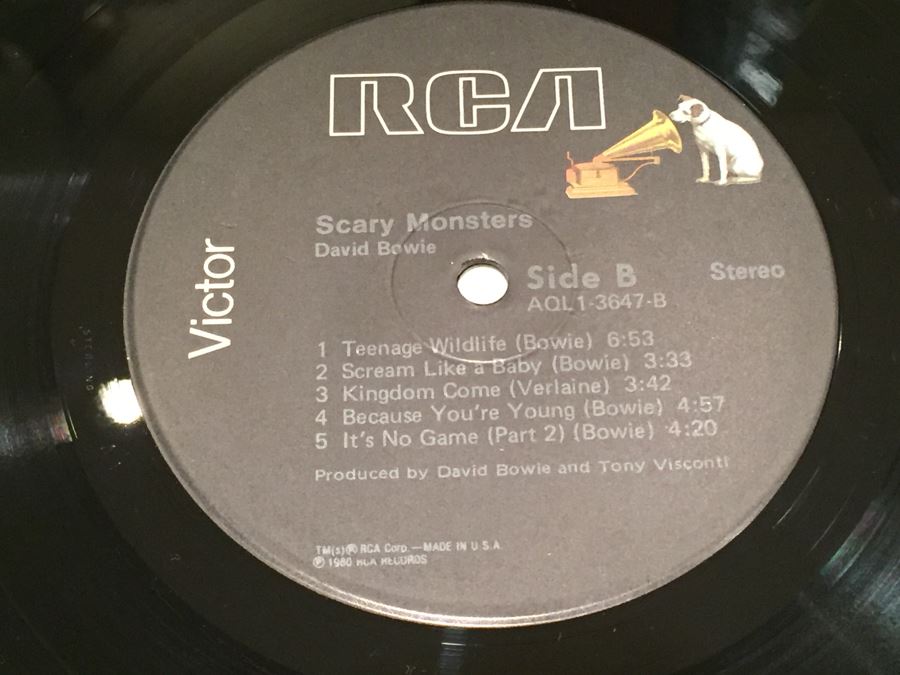 RCA
Victor
Scary Monsters
David Bowie
Side B
Stereo
AQL1-3647-B
1 Teenage Wildlife (Bowie) 6:53
2 Scream Like a Baby (Bowie) 3:33
3 Kingdom Come (Verlaine) 3:42
4 Because You're Young (Bowie) 4:57
5 It's No Game (Part 2) (Bowie) 4:20
Produced by David Bowie and Tony Visconti
TM(s)® RCA Corp.—MADE IN U.S.A.
℗ 1980 RCA RECORDS